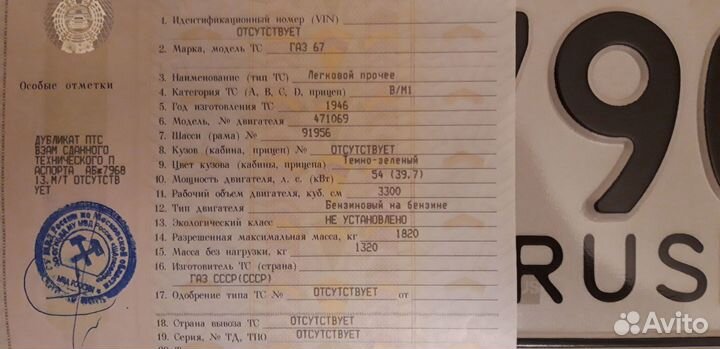 Особые отметки
ДУБЛИКАТ ПТС
ВЗАМ СДАННОГО
ТЕХНИЧЕСКОГО П
АСПОРТА АБж7968
13.М/Т ОТСУТСТВ
УЕТ
1. Идентификационный номер (VIN)
ОТСУТСТВУЕТ
2. Марка, модель ТС ГАЗ 67
3. Наименование (тип ТС) Легковой прочее
4. Категория ТС (А, В, С, D, прицеп) В/М1
5. Год изготовления ТС 1946
6. Модель, № двигателя 471069
7. Шасси (рама) № 91956
8. Кузов (кабина, прицеп) № ОТСУТСТВУЕТ
9. Цвет кузова (кабины, прицепа) Темно-зеленый
10. Мощность двигателя, л. с. (кВт) 54 (39.7)
11. Рабочий объем двигателя, куб. см 3300
12. Тип двигателя Бензиновый на бензине
13. Экологический класс НЕ УСТАНОВЛЕНО
14. Разрешенная максимальная масса, кг 1820
15. Масса без нагрузки, кг 1320
16. Изготовитель ТС (страна)
ГАЗ СССР(СССР)
17. Одобрение типа ТС № ОТСУТСТВУЕТ от
18. Страна вывоза ТС ОТСУТСТВУЕТ
19. Серия, № ТД, ТПО ОТСУТСТВУЕТ
790
RUS
Avito